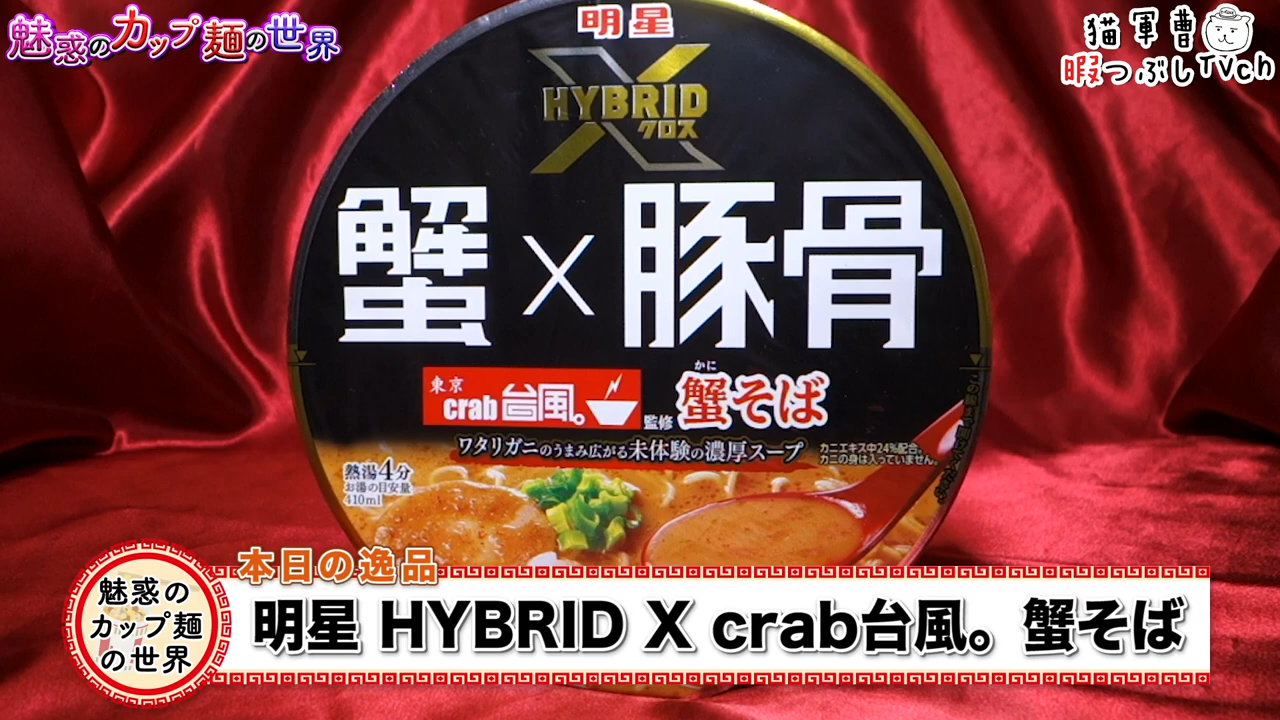 魅惑のカップ麺の世界
猫軍曹
暇つぶしTVch
明星
HYBRID
クロス
蟹×豚骨
東京
crab台風。
監修
かに
蟹そば
ワタリガニのうまみ広がる未体験の濃厚スープ
カニエキス中24%配合。
カニの身は入っていません。
熱湯4分
お湯の目安量
410ml
本日の逸品
魅惑の
カップ麺
の世界
明星 HYBRID X crab台風。蟹そば